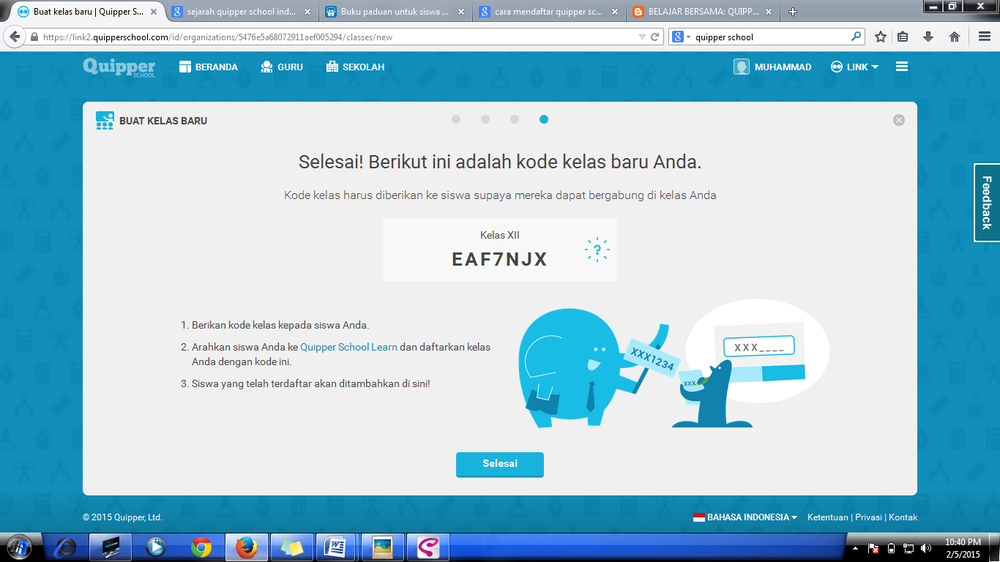 Buat kelas baru | Quipper S...
sejarah quipper school ind...
Buku paduan untuk siswa ...
cara mendaftar quipper sc...
BELAJAR BERSAMA: QUIPP...
https://link2.quipperschool.com/id/organizations/5476e5a68072911aef005294/classes/new
quipper school
Quipper SCHOOL
BERANDA
GURU
SEKOLAH
MUHAMMAD
LINK
BUAT KELAS BARU
Selesai! Berikut ini adalah kode kelas baru Anda.
Kode kelas harus diberikan ke siswa supaya mereka dapat bergabung di kelas Anda
Kelas XII
EAF7NJX
?
Feedback
1. Berikan kode kelas kepada siswa Anda.
2. Arahkan siswa Anda ke Quipper School Learn dan daftarkan kelas
Anda dengan kode ini.
3. Siswa yang telah terdaftar akan ditambahkan di sini!
XXX1234
XXX
XXX____
Selesai
© 2015 Quipper, Ltd.
BAHASA INDONESIA
Ketentuan | Privasi | Kontak
10:40 PM
2/5/2015